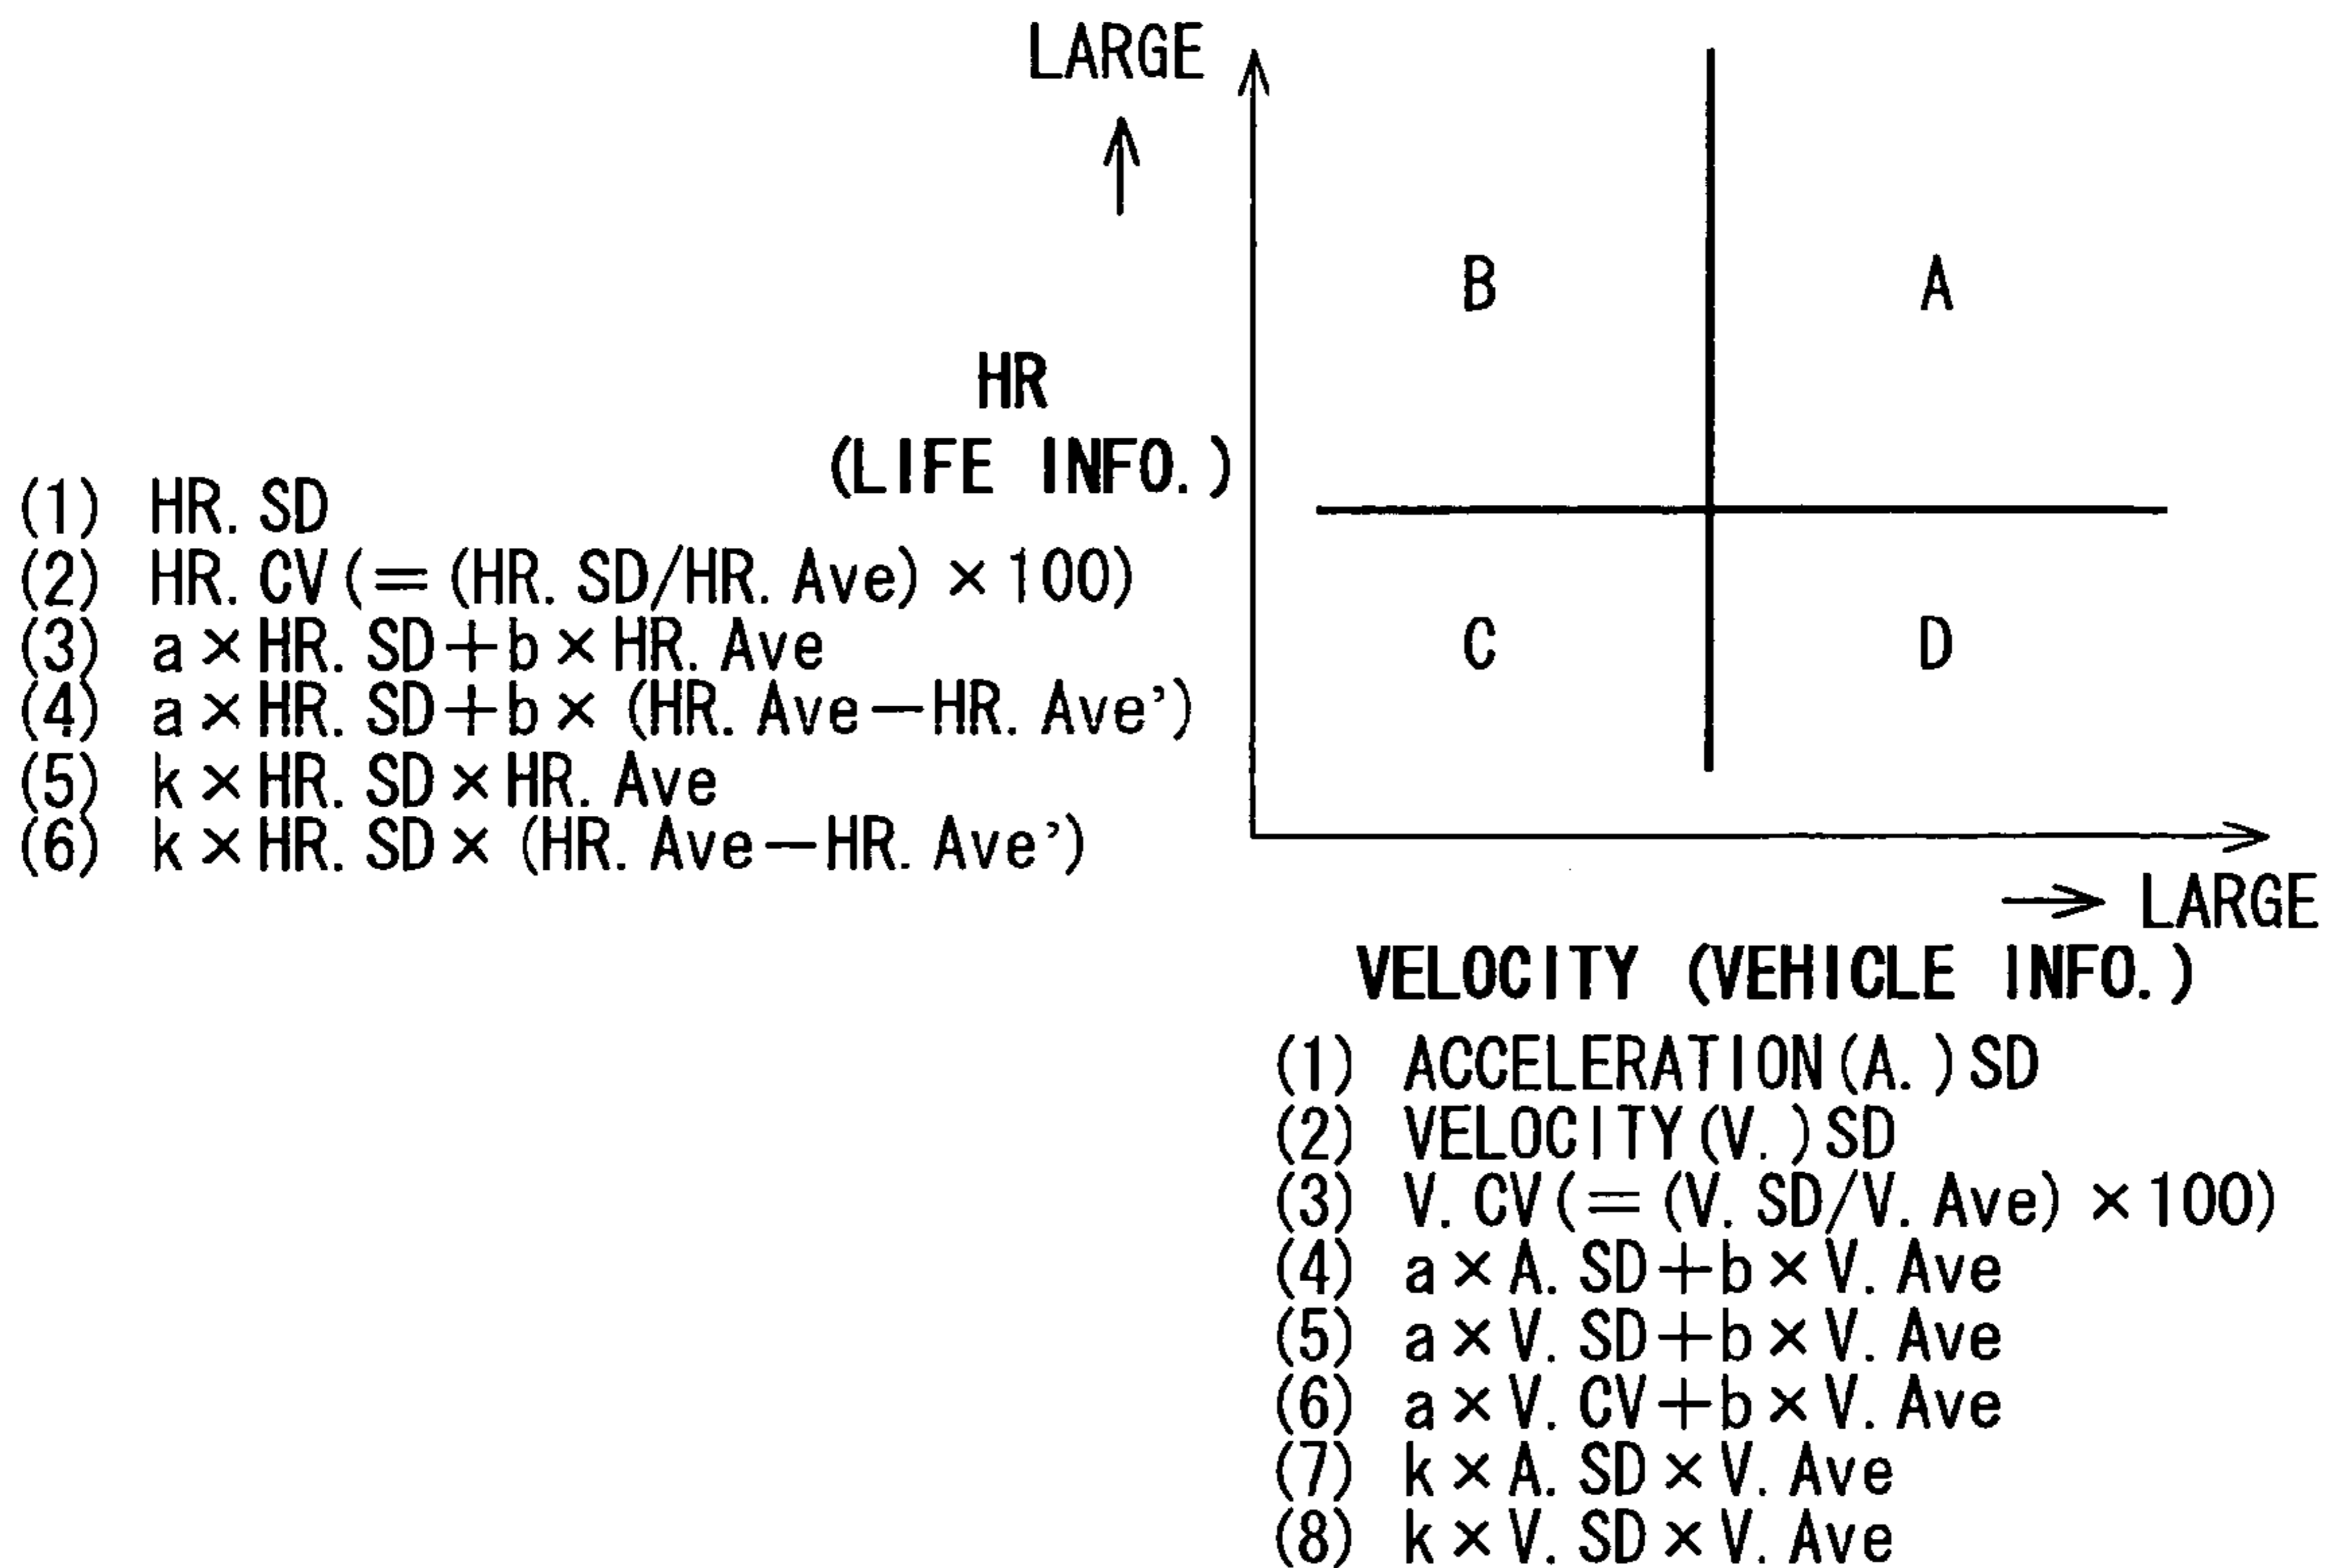 LARGE
B
A
HR
(LIFE INFO.)
(1) HR. SD
(2) HR. CV(=(HR. SD/HR. Ave)×100)
(3) a×HR. SD+b×HR. Ave
(4) a×HR. SD+b×(HR. Ave−HR. Ave')
(5) k×HR. SD×HR. Ave
(6) k×HR. SD×(HR. Ave−HR. Ave')
C
D
LARGE
VELOCITY (VEHICLE INFO.)
(1) ACCELERATION(A.)SD
(2) VELOCITY(V.)SD
(3) V. CV(=(V. SD/V. Ave)×100)
(4) a×A. SD+b×V. Ave
(5) a×V. SD+b×V. Ave
(6) a×V. CV+b×V. Ave
(7) k×A. SD×V. Ave
(8) k×V. SD×V. Ave